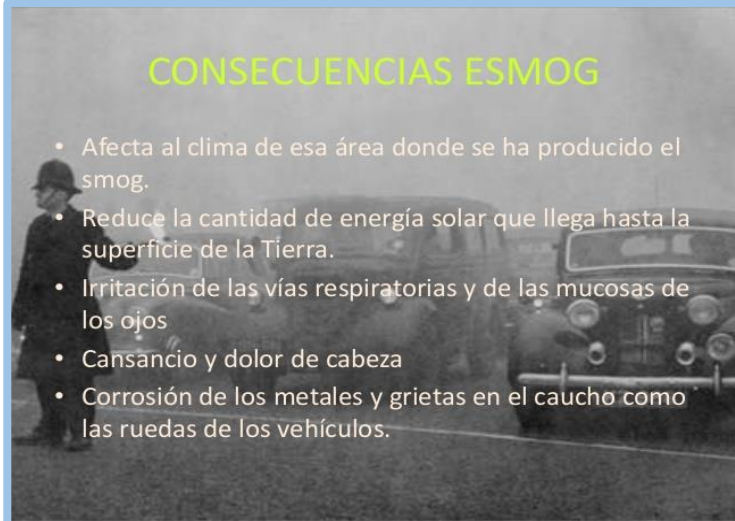 CONSECUENCIAS ESMOG
• Afecta al clima de esa área donde se ha producido el
smog.
• Reduce la cantidad de energía solar que llega hasta la
superficie de la Tierra.
• Irritación de las vías respiratorias y de las mucosas de
los ojos
• Cansancio y dolor de cabeza
• Corrosión de los metales y grietas en el caucho como
las ruedas de los vehículos.